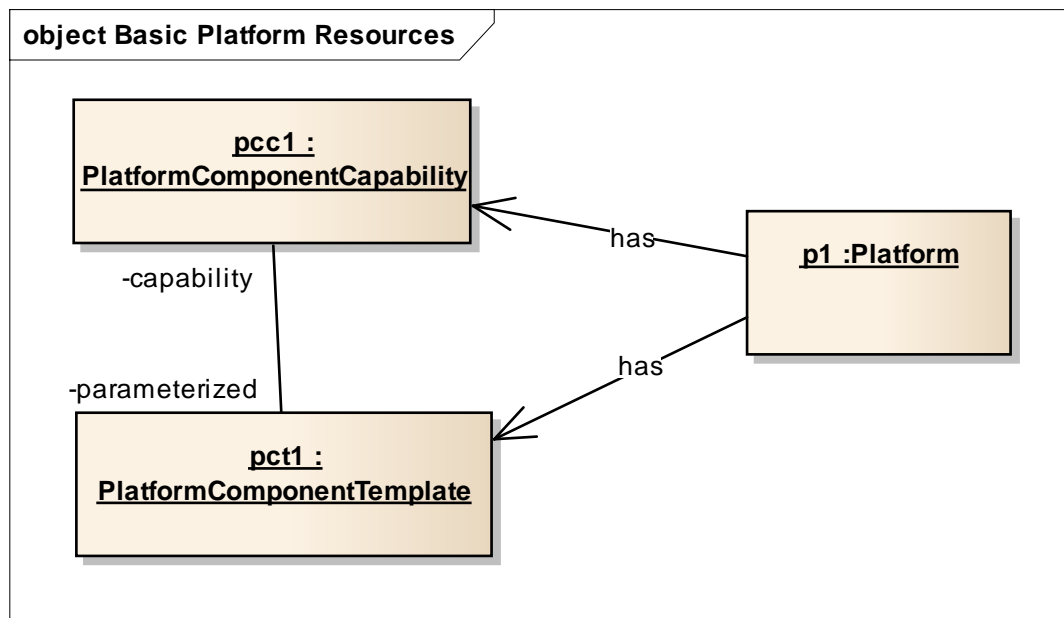 object Basic Platform Resources
pcc1 :
PlatformComponentCapability
has
p1 :Platform
-capability
has
-parameterized
pct1 :
PlatformComponentTemplate